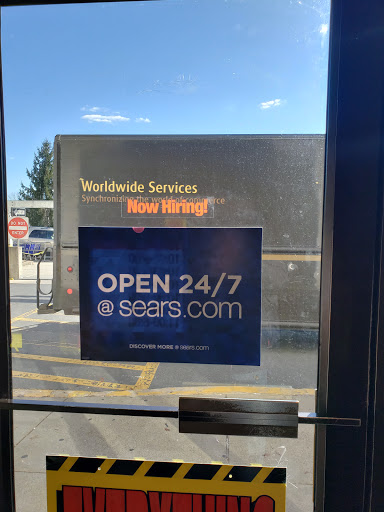 Worldwide Services
Synchronizing the world of commerce
Now Hiring!
OPEN 24/7
@ sears.com
DISCOVER MORE @ sears.com
DO NOT
ENTER
EVERYTHING